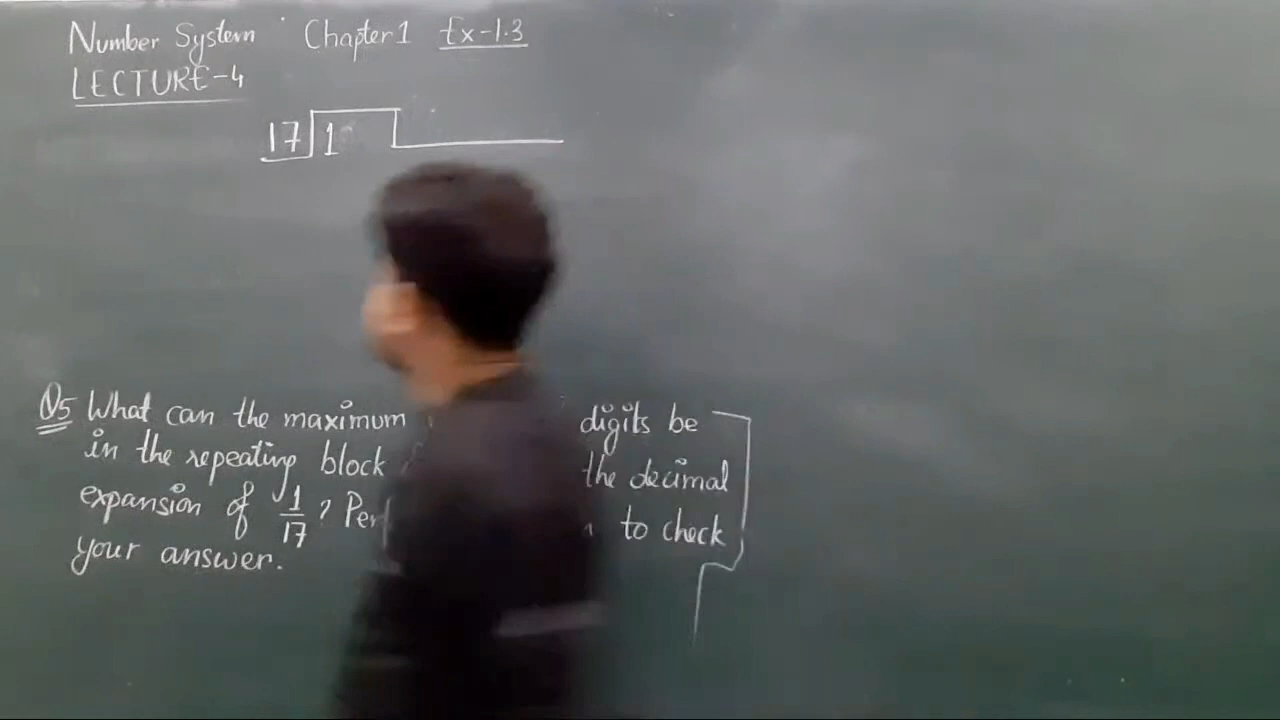 Number System Chapter 1 Ex-1.3
LECTURE-4
17 1
Q5 What can the maximum digits be
in the repeating block the decimal
expansion of 1/17 ? to check
your answer.